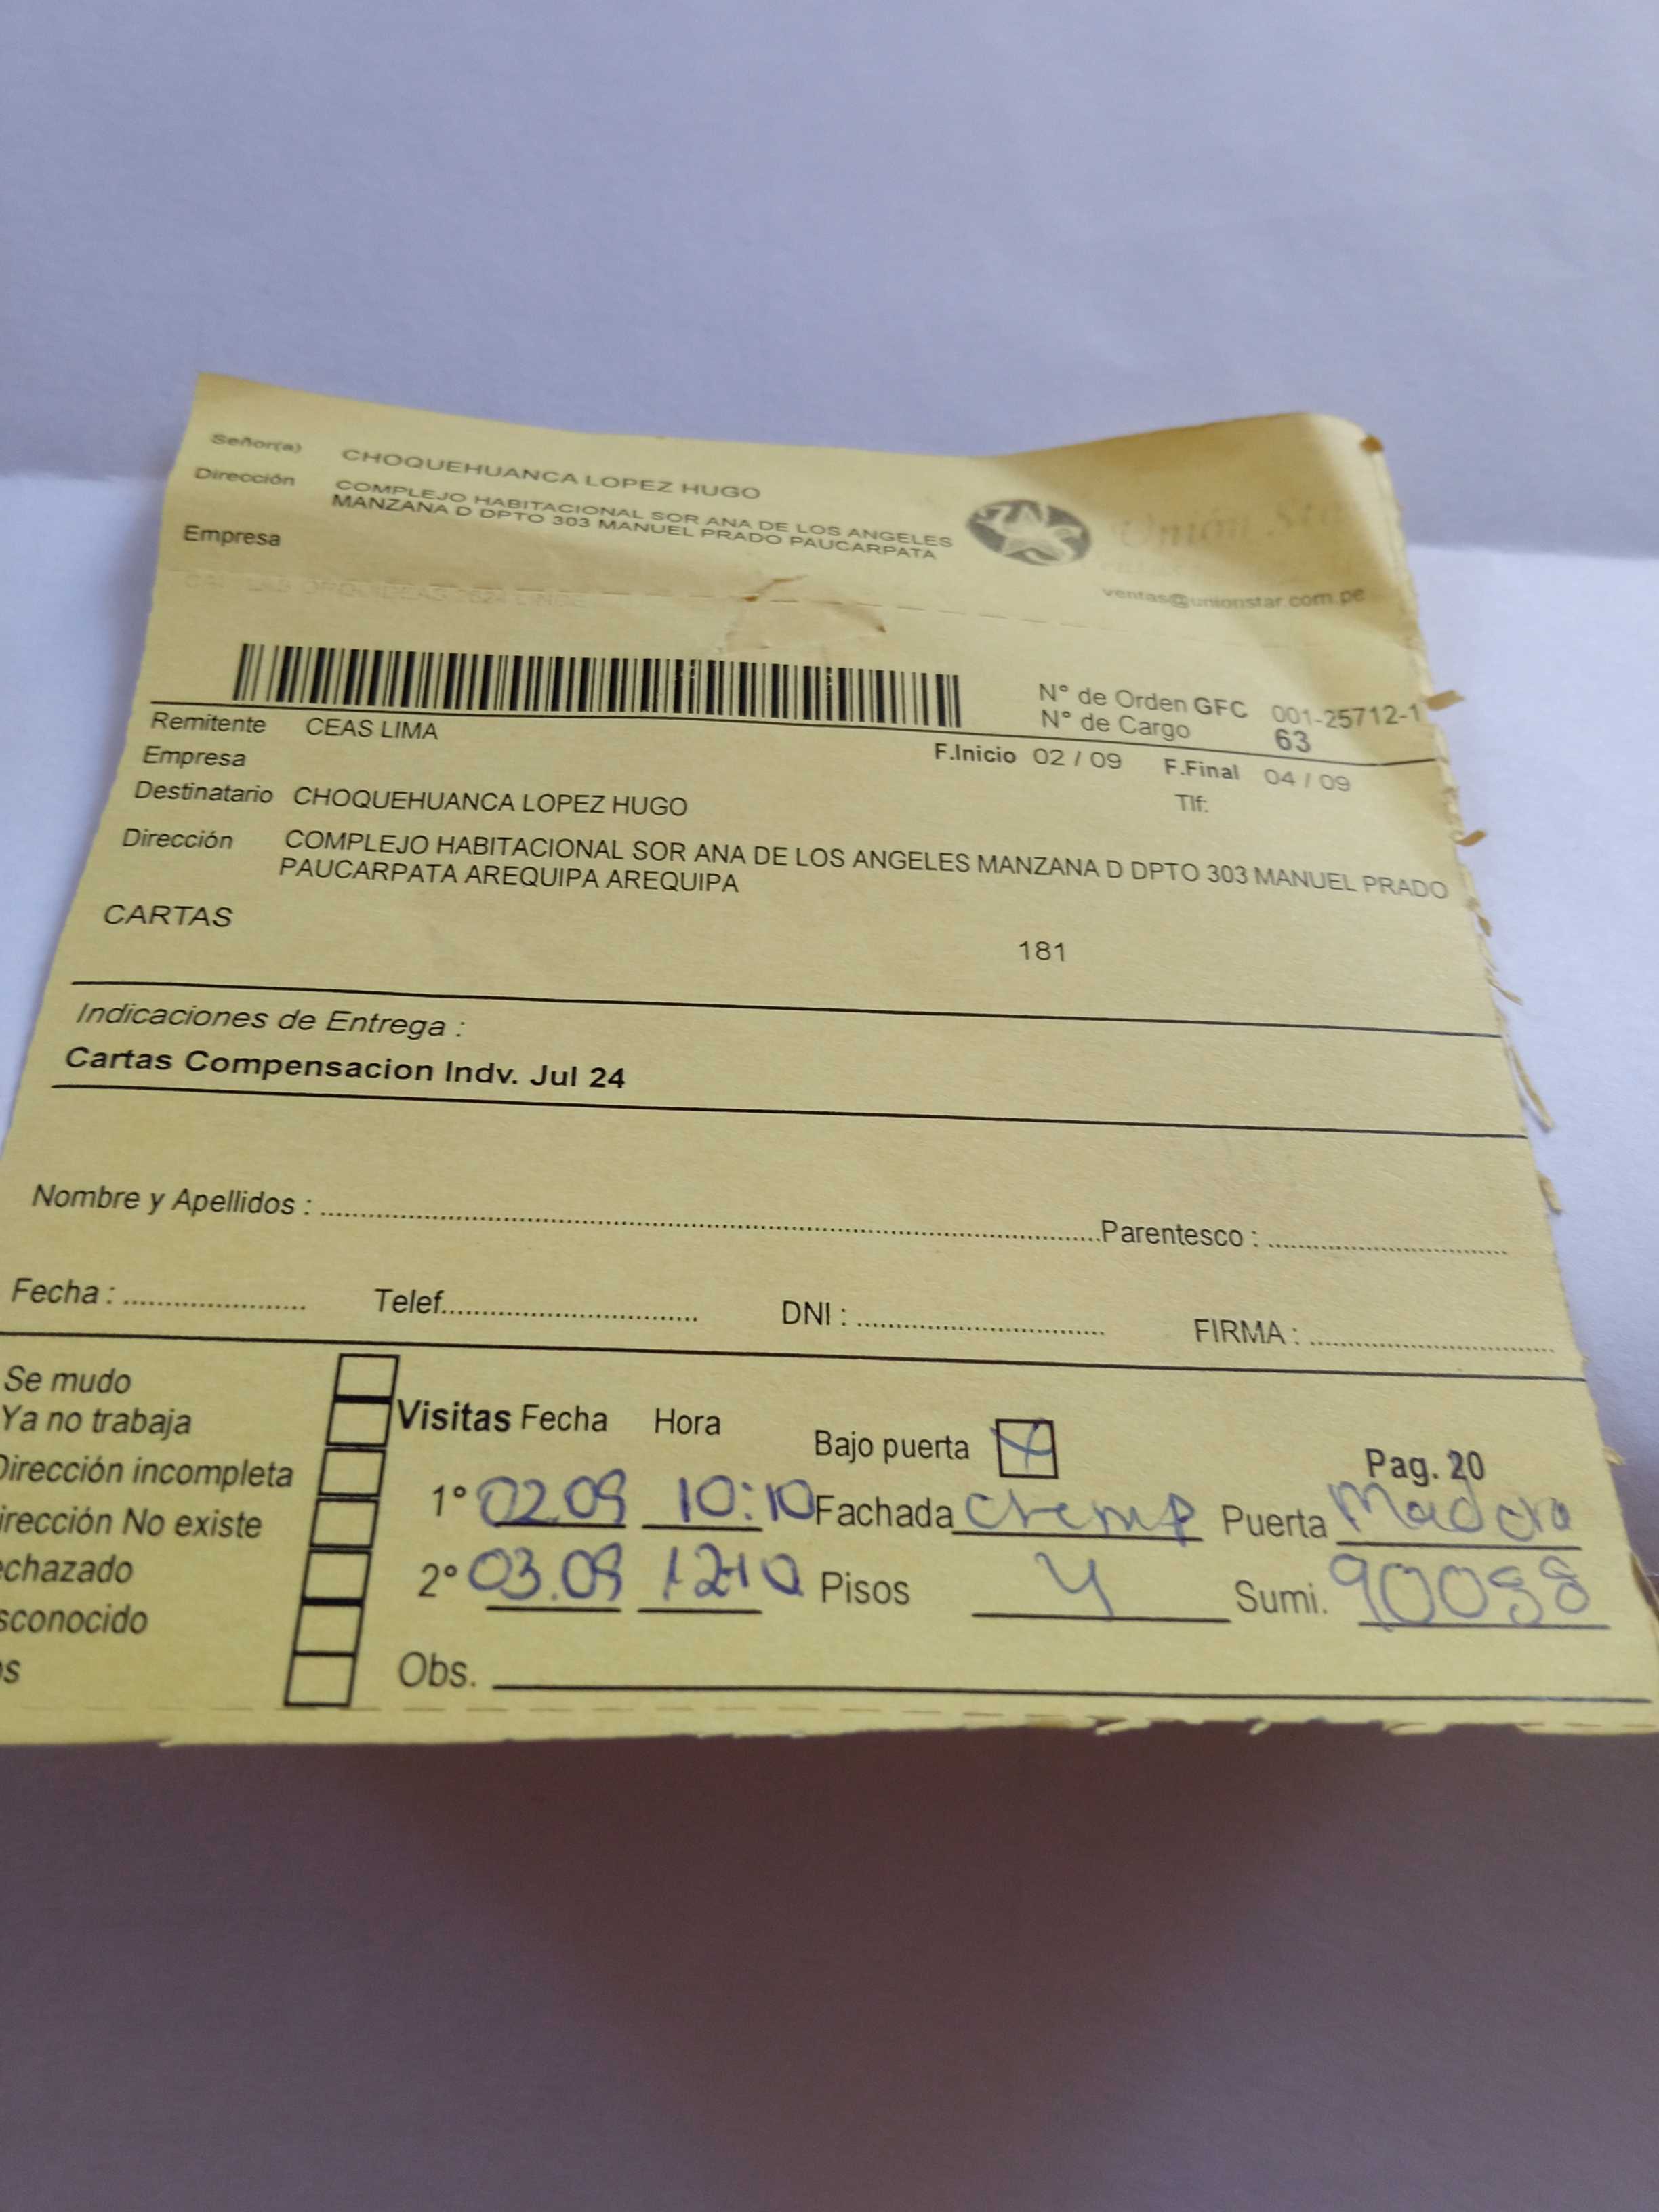 Señor(a) CHOQUEHUANCA LOPEZ HUGO
Dirección COMPLEJO HABITACIONAL SOR ANA DE LOS ANGELES
MANZANA D DPTO 303 MANUEL PRADO PAUCARPATA
Empresa
ventas@unionstar.com.pe
N° de Orden GFC 001-25712-1
N° de Cargo 63
Remitente CEAS LIMA
F.Inicio 02 / 09 F.Final 04 / 09
Empresa
Tlf:
Destinatario CHOQUEHUANCA LOPEZ HUGO
Dirección COMPLEJO HABITACIONAL SOR ANA DE LOS ANGELES MANZANA D DPTO 303 MANUEL PRADO
PAUCARPATA AREQUIPA AREQUIPA
CARTAS
181
Indicaciones de Entrega :
Cartas Compensacion Indv. Jul 24
Nombre y Apellidos : Parentesco :
Fecha : Telef. DNI : FIRMA :
Se mudo
Ya no trabaja
Dirección incompleta
irección No existe
echazado
sconocido
os
Visitas Fecha Hora
Bajo puerta X
Pag. 20
1° 02.09 10:10 Fachada Puerta Madera
2° 03.09 12:10 Pisos 4 Sumi. 90098
Obs.